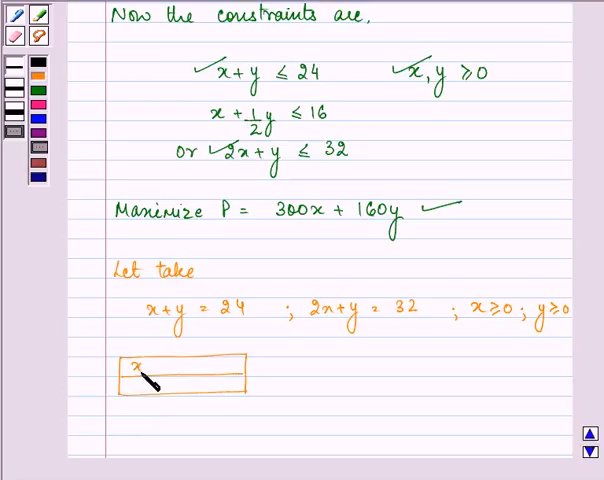 Now the constraints are,
x + y ≤ 24 x, y ≥ 0
x + 1/2 y ≤ 16
or 2x + y ≤ 32
Maximize P = 300x + 160y
Let take
x + y = 24 ; 2x + y = 32 ; x ≥ 0 ; y ≥ 0
x